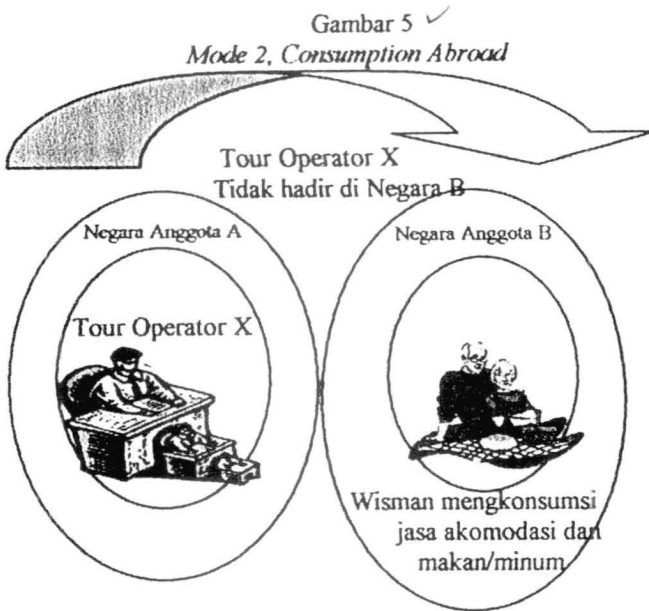 Gambar 5
Mode 2, Consumption Abroad
Tour Operator X
Tidak hadir di Negara B
Negara Anggota A
Negara Anggota B
Tour Operator X
Wisman mengkonsumsi
jasa akomodasi dan
makan/minum